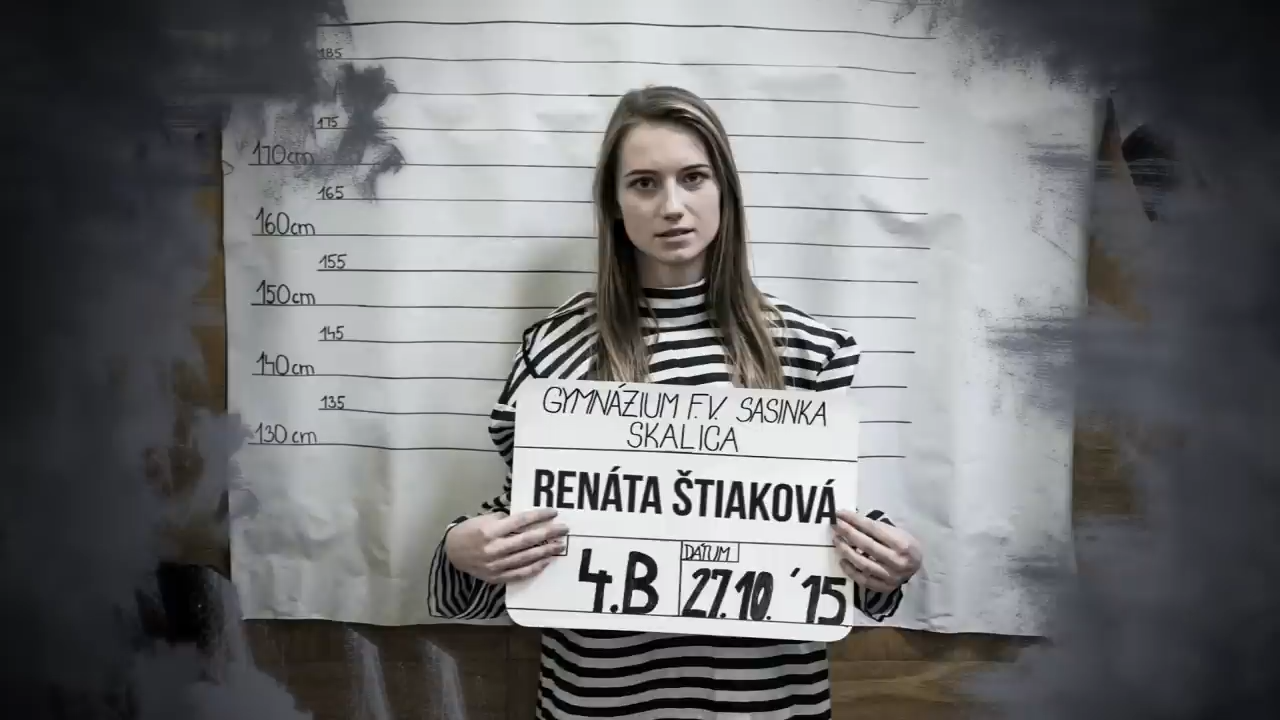 185
175
170cm
165
160cm
155
150cm
145
140cm
135
130cm
GYMNÁZIUM F.V. SASINKA
SKALICA
RENÁTA ŠTIAKOVÁ
4.B
DÁTUM
27.10. '15